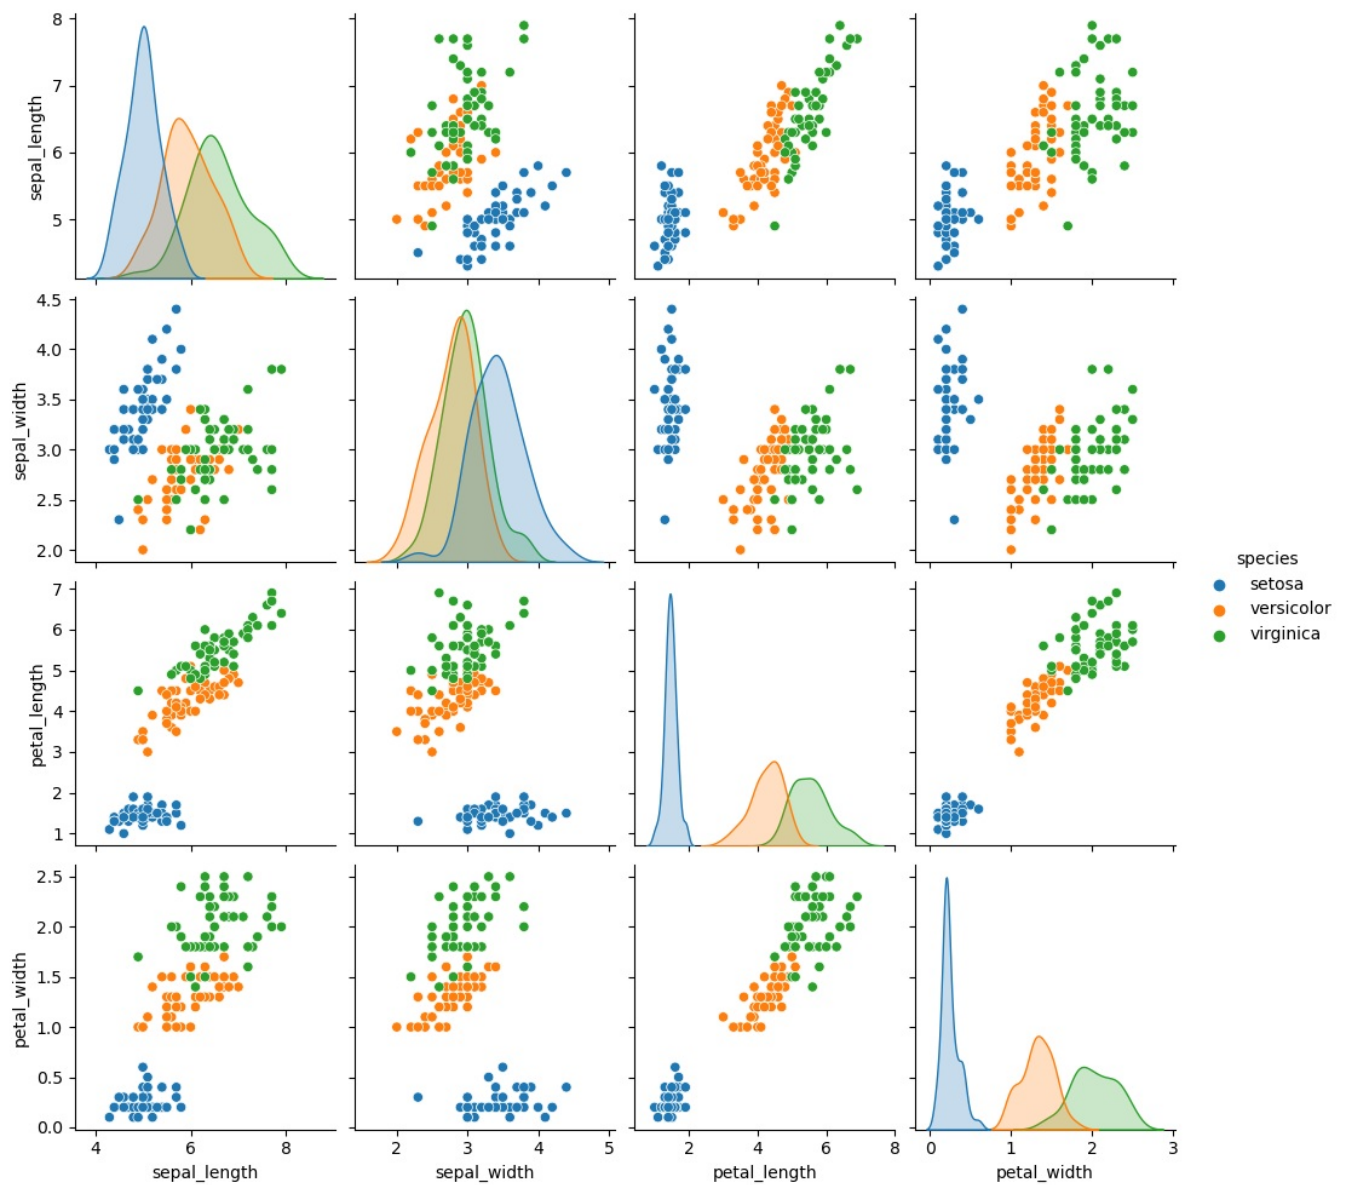 8
7
6
5
sepal_length
4.5
4.0
3.5
3.0
2.5
2.0
sepal_width
species
setosa
versicolor
virginica
7
6
5
4
3
2
1
petal_length
2.5
2.0
1.5
1.0
0.5
0.0
petal_width
4 6 8
2 3 4 5
2 4 6 8
0 1 2 3
sepal_length
sepal_width
petal_length
petal_width